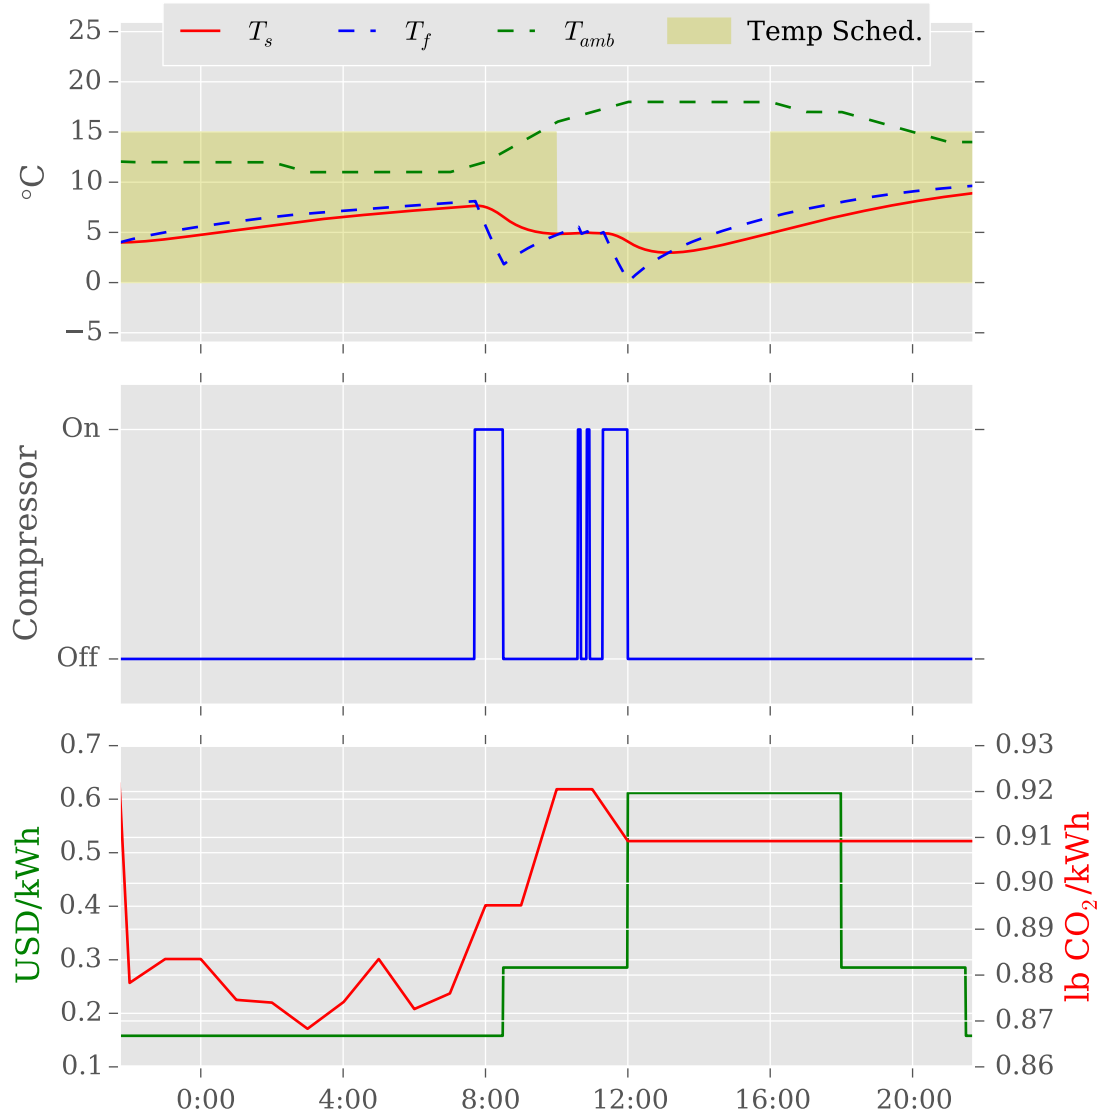 T_s T_f T_amb Temp Sched.
25
20
15
10
5
0
−5
°C
On
Off
Compressor
0.7 0.93
0.6 0.92
0.5 0.91
0.4 0.90
0.3 0.89
0.2 0.88
0.1 0.87
0.86
USD/kWh
lb CO₂/kWh
0:00 4:00 8:00 12:00 16:00 20:00